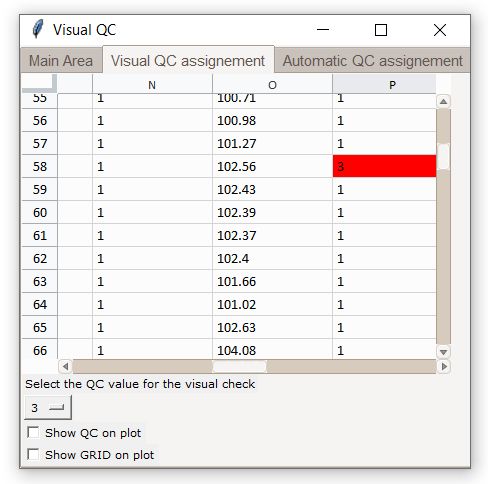 Visual QC
Main Area Visual QC assignement Automatic QC assignement
N O P
55 1 100.71 1
56 1 100.98 1
57 1 101.27 1
58 1 102.56 3
59 1 102.43 1
60 1 102.39 1
61 1 102.37 1
62 1 102.4 1
63 1 101.66 1
64 1 101.02 1
65 1 102.63 1
66 1 104.08 1
Select the QC value for the visual check
3
Show QC on plot
Show GRID on plot